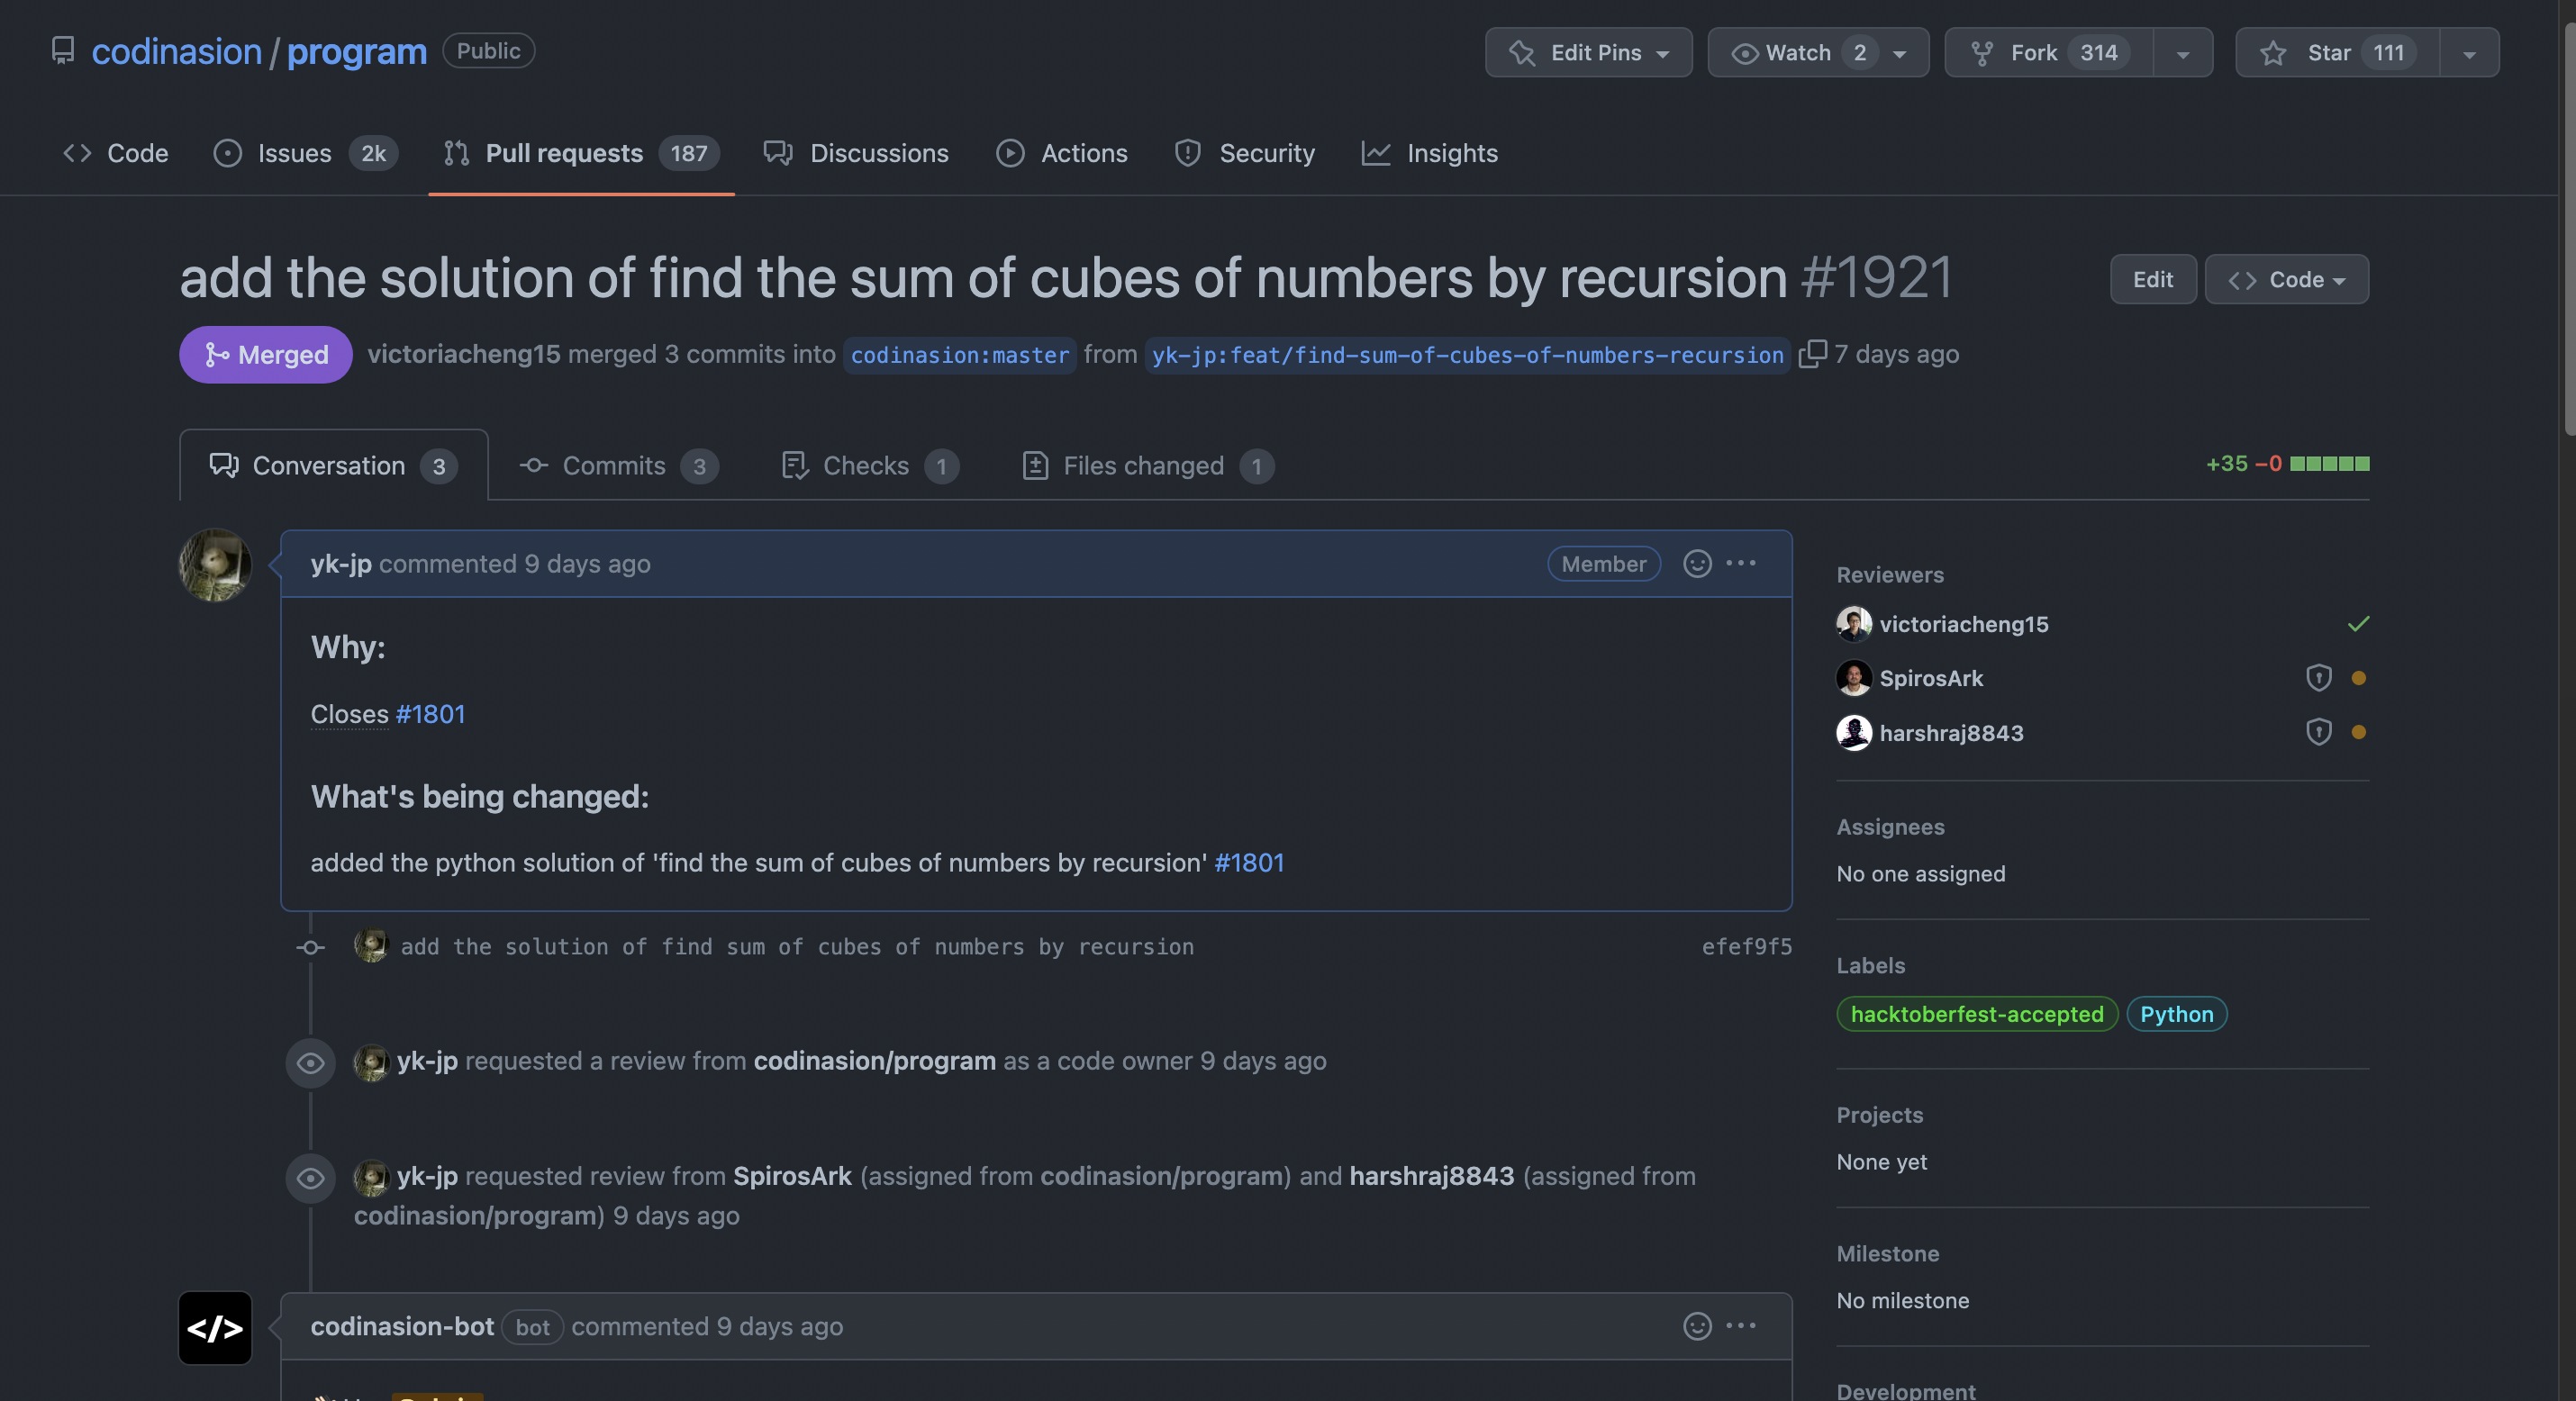 codinasion / program Public
Edit Pins Watch 2 Fork 314 Star 111
Code Issues 2k Pull requests 187 Discussions Actions Security Insights
add the solution of find the sum of cubes of numbers by recursion #1921
Edit Code
Merged victoriacheng15 merged 3 commits into codinasion:master from yk-jp:feat/find-sum-of-cubes-of-numbers-recursion 7 days ago
Conversation 3 Commits 3 Checks 1 Files changed 1
+35 −0
yk-jp commented 9 days ago
Member
Why:
Closes #1801
What's being changed:
added the python solution of 'find the sum of cubes of numbers by recursion' #1801
add the solution of find sum of cubes of numbers by recursion efef9f5
yk-jp requested a review from codinasion/program as a code owner 9 days ago
yk-jp requested review from SpirosArk (assigned from codinasion/program) and harshraj8843 (assigned from
codinasion/program) 9 days ago
</>
codinasion-bot bot commented 9 days ago
Reviewers
victoriacheng15
SpirosArk
harshraj8843
Assignees
No one assigned
Labels
hacktoberfest-accepted Python
Projects
None yet
Milestone
No milestone
Development